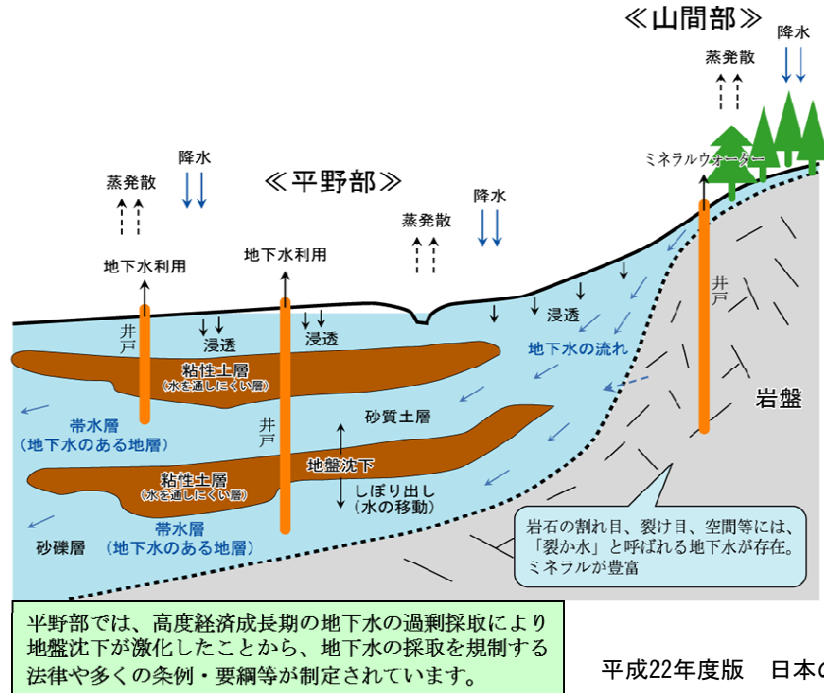 ≪山間部≫
降水
蒸発散
ミネラルウォーター
降水
蒸発散
≪平野部≫
降水
蒸発散
地下水利用
地下水利用
井戸
井戸
浸透
浸透
浸透
地下水の流れ
粘性土層
(水を通しにくい層)
岩盤
帯水層
(地下水のある地層)
井戸
砂質土層
粘性土層
(水を通しにくい層)
地盤沈下
しぼり出し
(水の移動)
帯水層
(地下水のある地層)
砂礫層
岩石の割れ目、裂け目、空間等には、
「裂か水」と呼ばれる地下水が存在。
ミネラルが豊富
平野部では、高度経済成長期の地下水の過剰採取により
地盤沈下が激化したことから、地下水の採取を規制する
法律や多くの条例・要綱等が制定されています。
平成22年度版 日本の